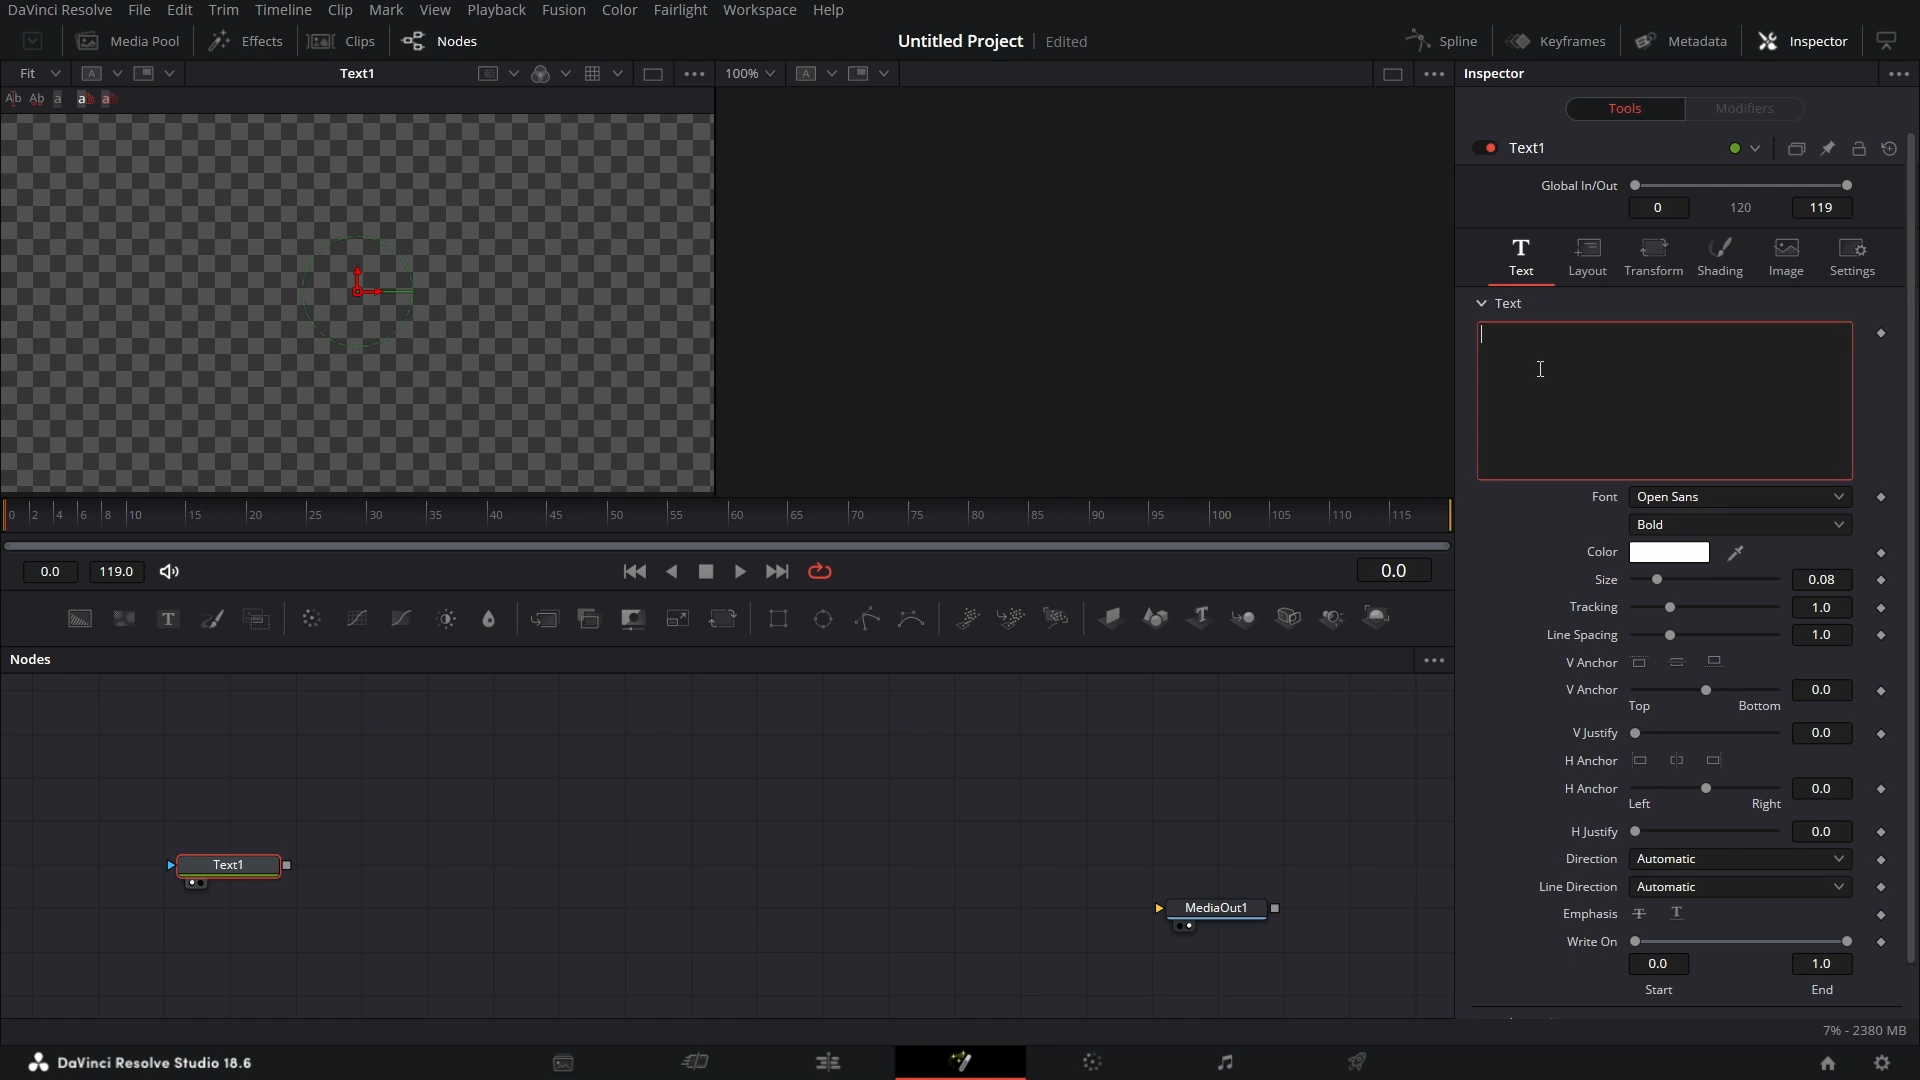 DaVinci Resolve File Edit Trim Timeline Clip Mark View Playback Fusion Color Fairlight Workspace Help
Media Pool Effects Clips Nodes Untitled Project Edited Spline Keyframes Metadata Inspector
Fit A Text1 100% A Inspector
Ab Ab a a a
Tools Modifiers
Text1
Global In/Out
0 120 119
T
Text Layout Transform Shading Image Settings
Text
Font Open Sans
Bold
Color
Size 0.08
Tracking 1.0
Line Spacing 1.0
V Anchor
V Anchor 0.0
Top Bottom
V Justify 0.0
H Anchor
H Anchor 0.0
Left Right
H Justify 0.0
Direction Automatic
Line Direction Automatic
Emphasis T T
Write On
0.0 1.0
Start End
0 2 4 6 8 10 15 20 25 30 35 40 45 50 55 60 65 70 75 80 85 90 95 100 105 110 115
0.0 119.0 0.0
T T
Nodes
Text1
MediaOut1
7% - 2380 MB
DaVinci Resolve Studio 18.6